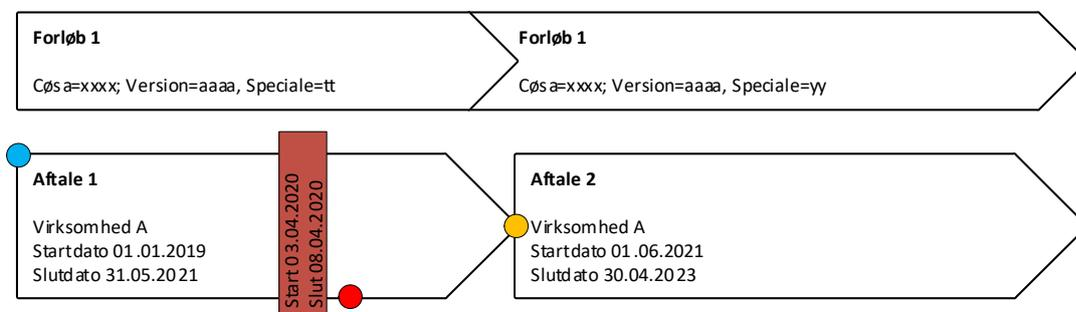 Forløb 1
Cøsa=xxxx; Version=aaaa, Speciale=tt
Forløb 1
Cøsa=xxxx; Version=aaaa, Speciale=yy
Aftale 1
Virksomhed A
Startdato 01.01.2019
Slutdato 31.05.2021
Start 03.04.2020
Slut 08.04.2020
Aftale 2
Virksomhed A
Startdato 01.06.2021
Slutdato 30.04.2023